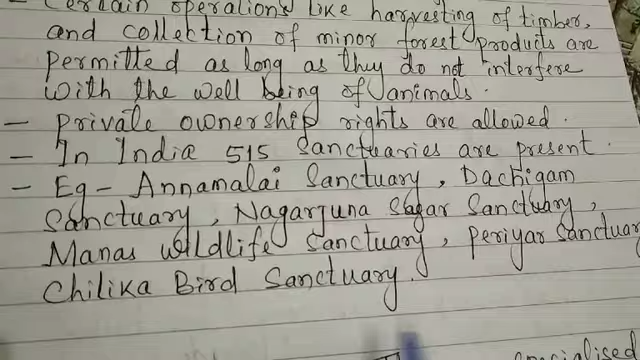 - Certain operations like harvesting of timber,
and collection of minor forest products are
permitted as long as they do not interfere
with the well being of animals.
- Private ownership rights are allowed.
- In India 515 Sanctuaries are present.
- Eg - Annamalai Sanctuary, Dachigam
Sanctuary, Nagarjuna Sagar Sanctuary,
Manas wildlife Sanctuary, Periyar Sanctuar
Chilika Bird Sanctuary.
specialised